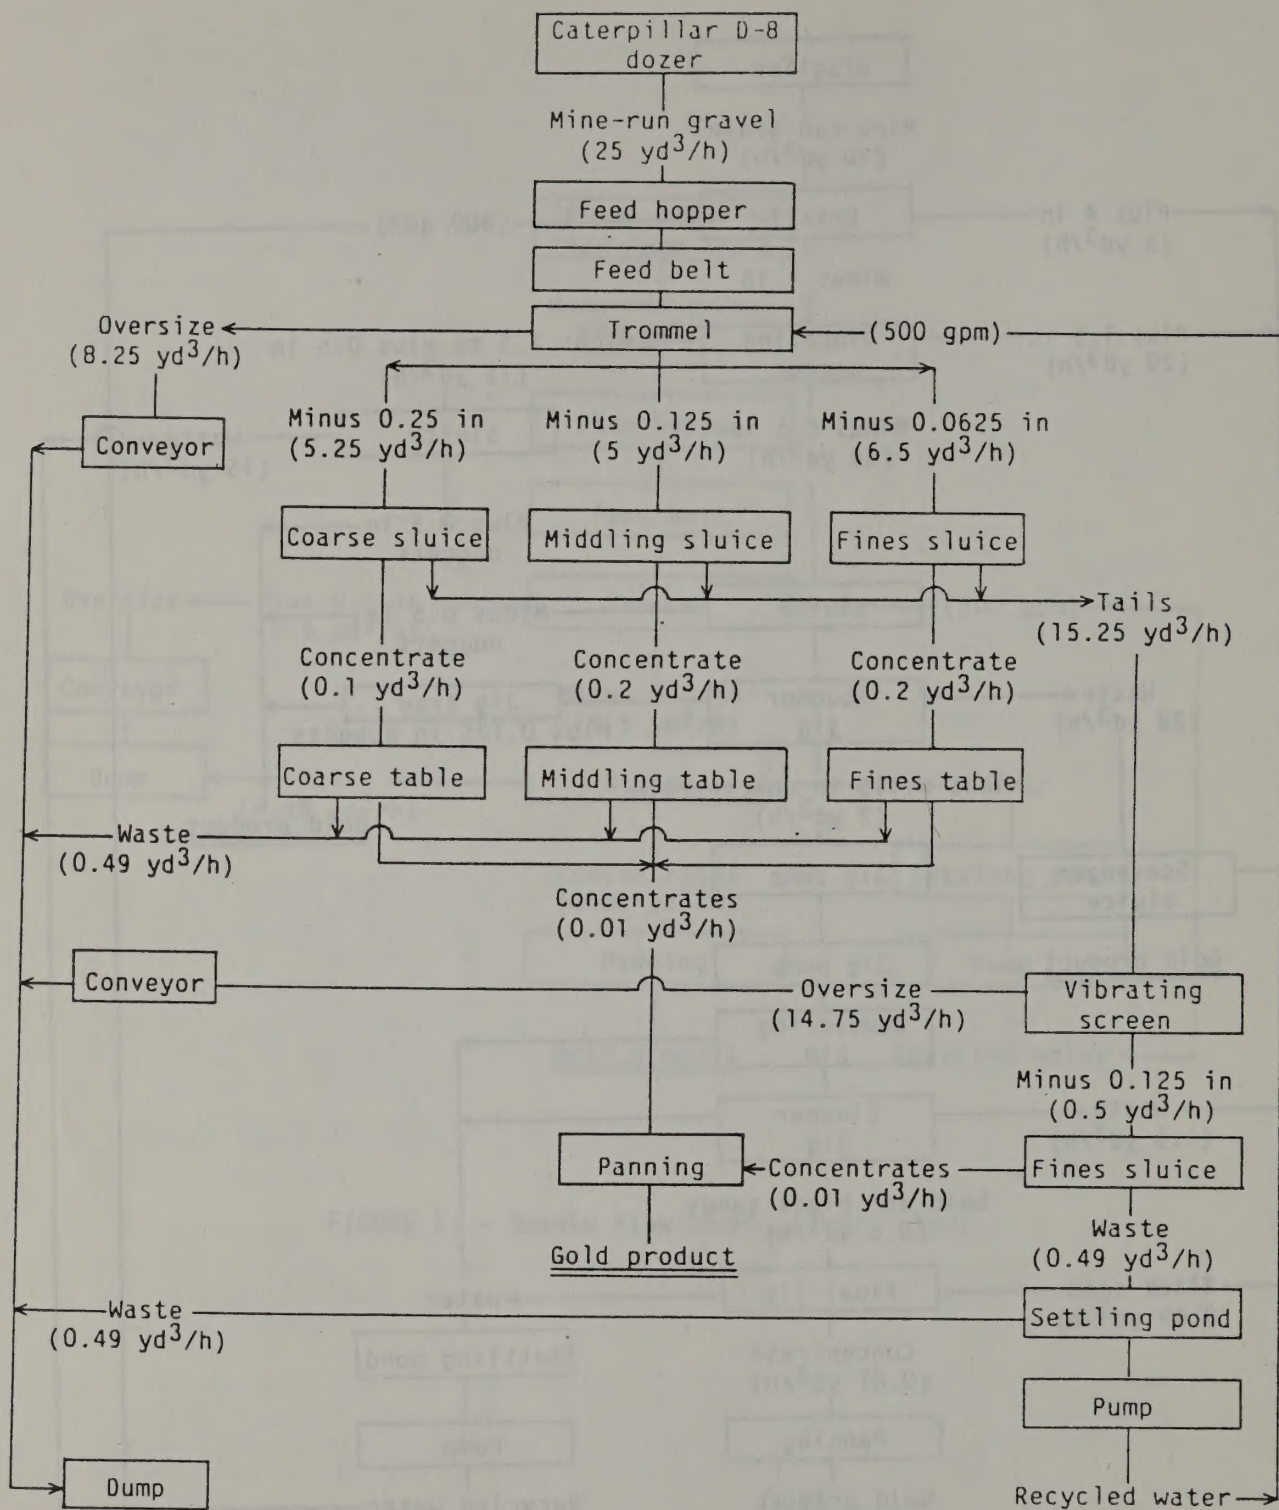 Caterpillar D-8
dozer
Mine-run gravel
(25 yd³/h)
Feed hopper
Feed belt
Trommel
(500 gpm)
Oversize
(8.25 yd³/h)
Conveyor
Minus 0.25 in
(5.25 yd³/h)
Minus 0.125 in
(5 yd³/h)
Minus 0.0625 in
(6.5 yd³/h)
Coarse sluice
Middling sluice
Fines sluice
Tails
(15.25 yd³/h)
Concentrate
(0.1 yd³/h)
Concentrate
(0.2 yd³/h)
Concentrate
(0.2 yd³/h)
Coarse table
Middling table
Fines table
Waste
(0.49 yd³/h)
Concentrates
(0.01 yd³/h)
Conveyor
Oversize
(14.75 yd³/h)
Vibrating
screen
Minus 0.125 in
(0.5 yd³/h)
Panning
Concentrates
(0.01 yd³/h)
Fines sluice
Gold product
Waste
(0.49 yd³/h)
Waste
(0.49 yd³/h)
Settling pond
Pump
Dump
Recycled water